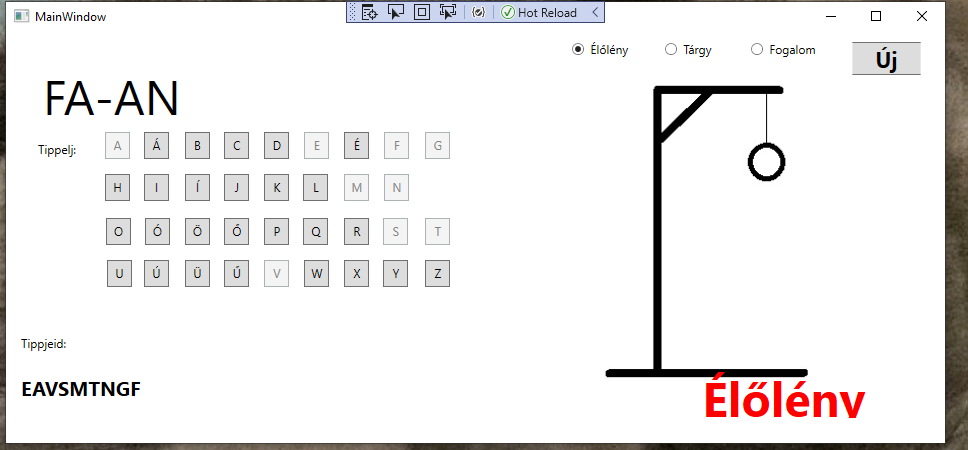 MainWindow
Hot Reload
Élőlény Tárgy Fogalom Új
FA-AN
Tippelj: A Á B C D E É F G
H I Í J K L M N
O Ó Ö Ő P Q R S T
U Ú Ü Ű V W X Y Z
Tippjeid:
EAVSMTNGF
Élőlény